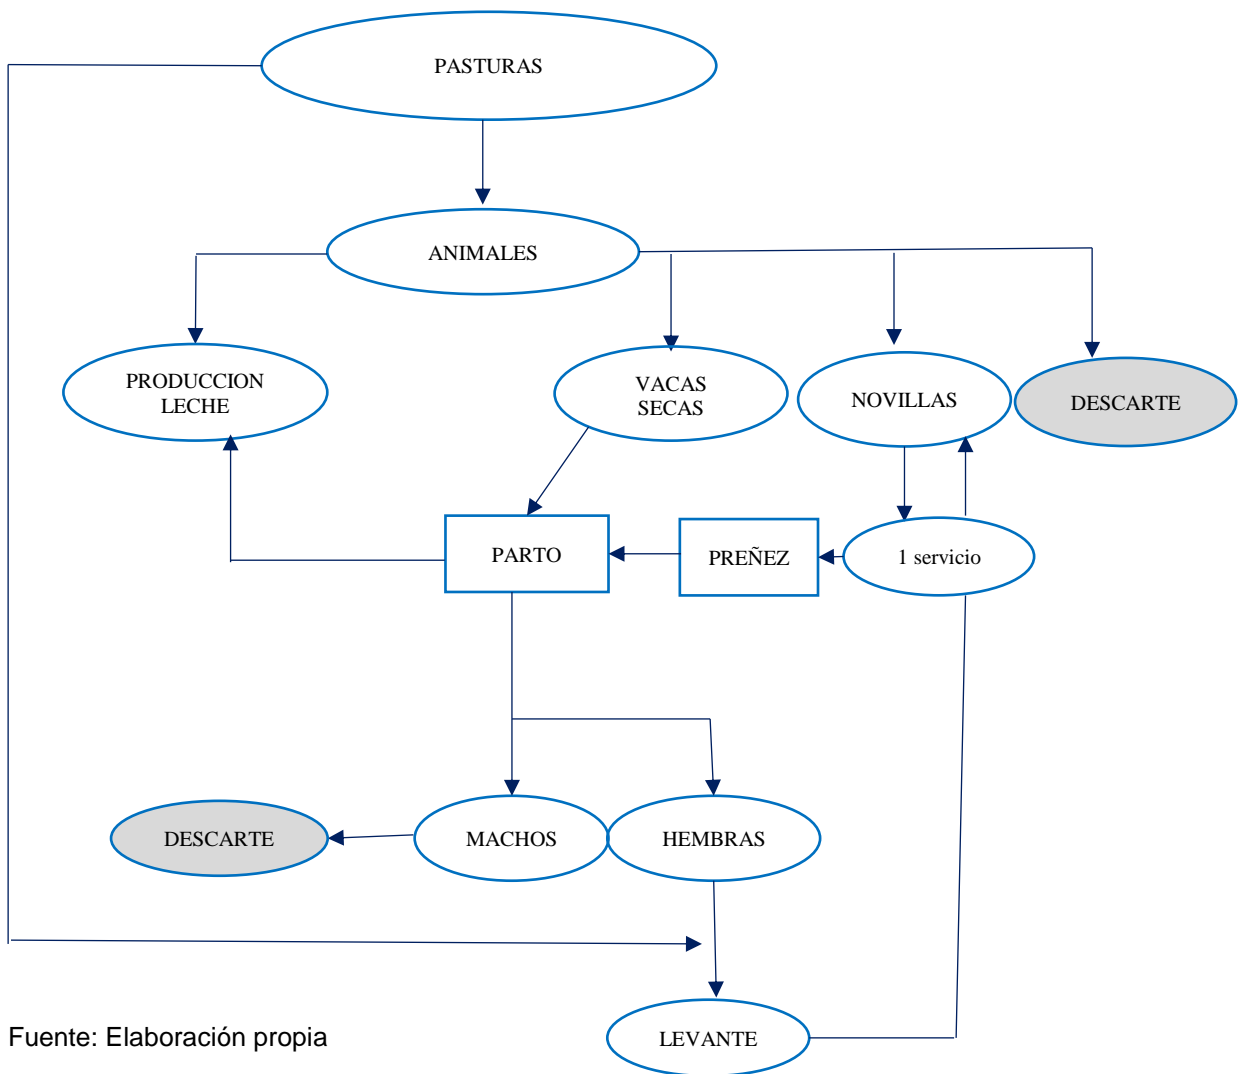 PASTURAS
ANIMALES
PRODUCCION
LECHE
VACAS
SECAS
NOVILLAS
DESCARTE
PARTO
PREÑEZ
1 servicio
DESCARTE
MACHOS
HEMBRAS
LEVANTE
Fuente: Elaboración propia